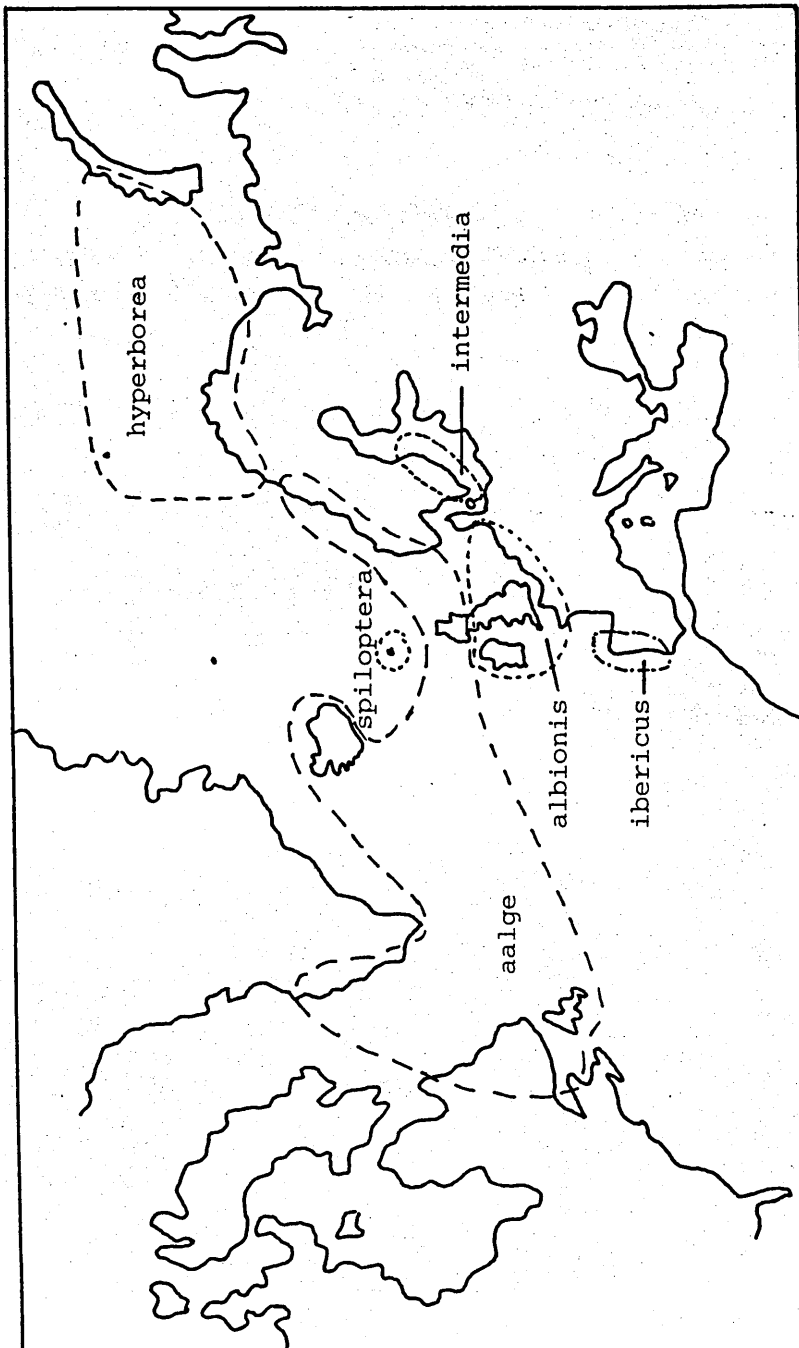 hyperborea
intermedia
spiloptera
albionis
ibericus
aalge